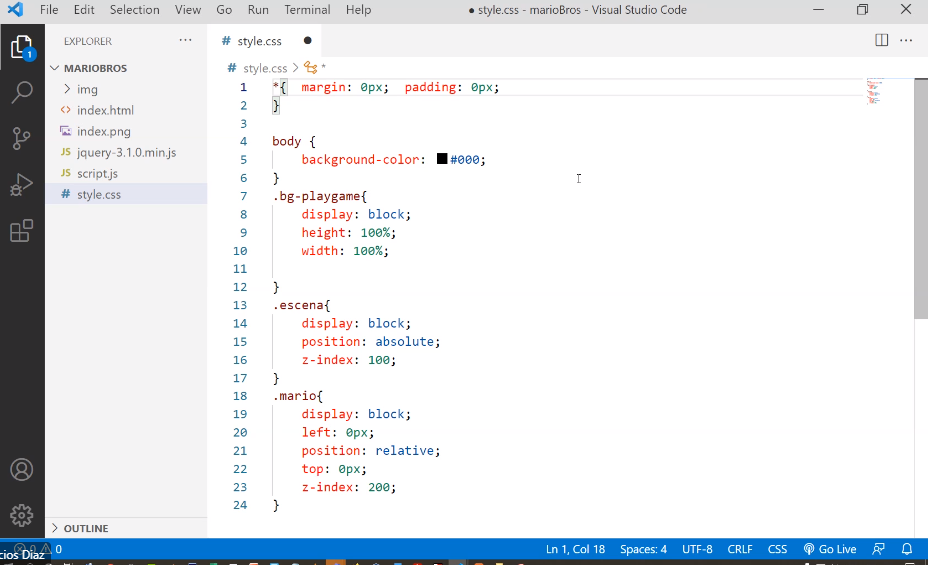 File Edit Selection View Go Run Terminal Help
● style.css - marioBros - Visual Studio Code
EXPLORER ...
# style.css ●
...
1
MARIOBROS
img
<> index.html
index.png
JS jquery-3.1.0.min.js
JS script.js
# style.css
OUTLINE
# style.css > *
1 *{ margin: 0px; padding: 0px;
2 }
3
4 body {
5 background-color: #000;
6 }
7 .bg-playgame{
8 display: block;
9 height: 100%;
10 width: 100%;
11
12 }
13 .escena{
14 display: block;
15 position: absolute;
16 z-index: 100;
17 }
18 .mario{
19 display: block;
20 left: 0px;
21 position: relative;
22 top: 0px;
23 z-index: 200;
24 }
cios Díaz
0 0 Ln 1, Col 18 Spaces: 4 UTF-8 CRLF CSS Go Live